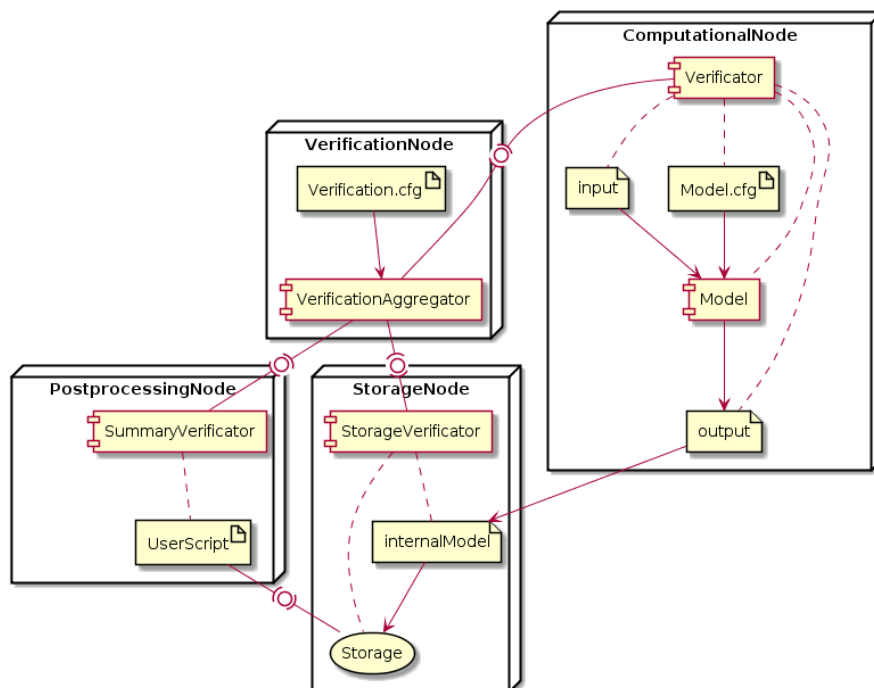 ComputationalNode
Verificator
VerificationNode
Verification.cfg
input
Model.cfg
VerificationAggregator
Model
PostprocessingNode
StorageNode
SummaryVerificator
StorageVerificator
output
UserScript
internalModel
Storage